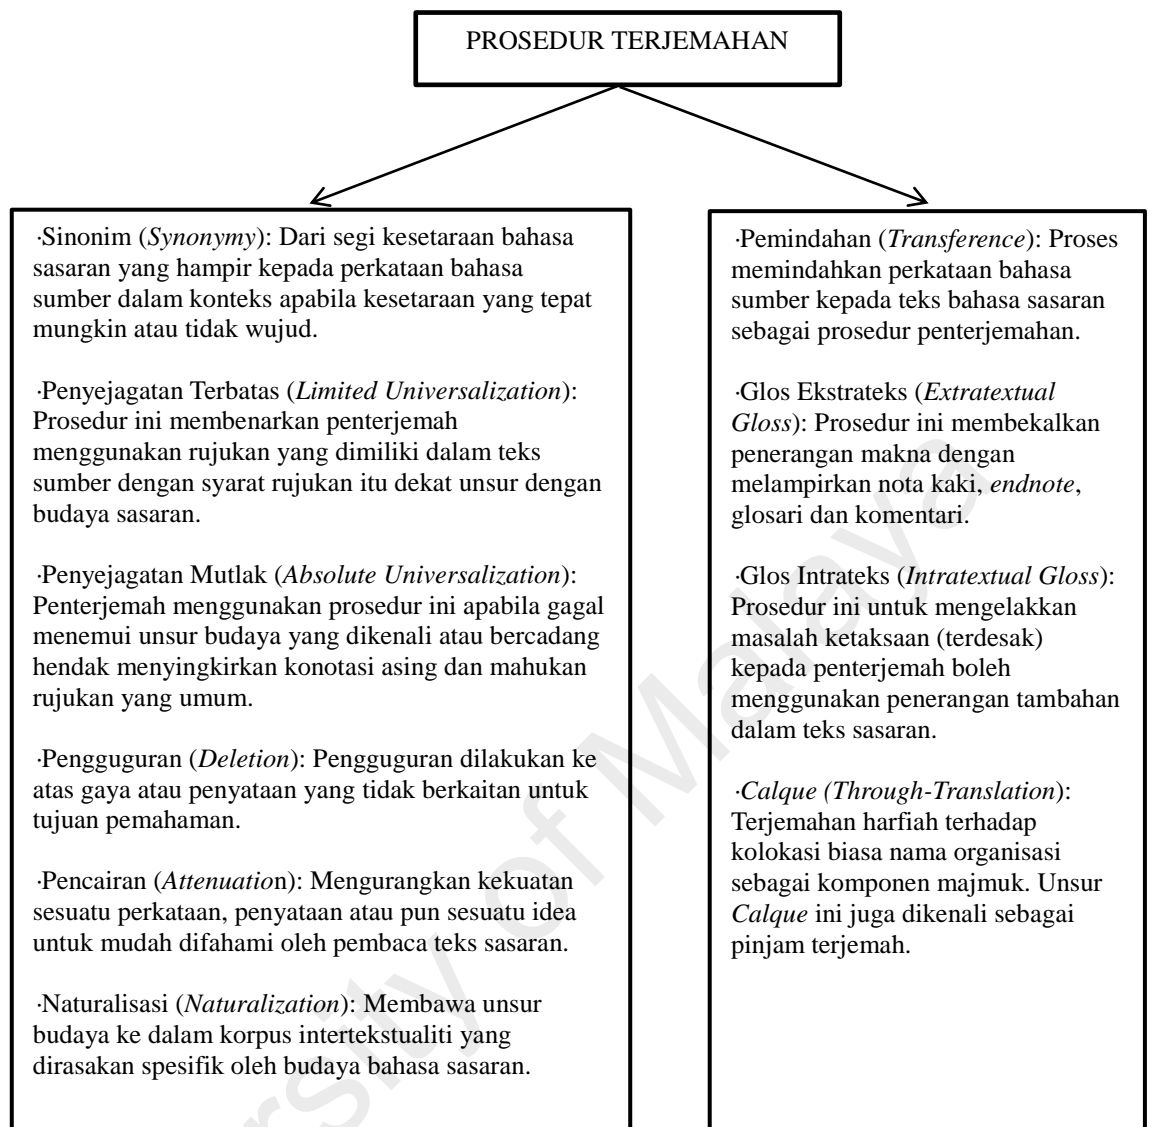 PROSEDUR TERJEMAHAN
·Sinonim (Synonymy): Dari segi kesetaraan bahasa
sasaran yang hampir kepada perkataan bahasa
sumber dalam konteks apabila kesetaraan yang tepat
mungkin atau tidak wujud.
·Penyejagatan Terbatas (Limited Universalization):
Prosedur ini membenarkan penterjemah
menggunakan rujukan yang dimiliki dalam teks
sumber dengan syarat rujukan itu dekat unsur dengan
budaya sasaran.
·Penyejagatan Mutlak (Absolute Universalization):
Penterjemah menggunakan prosedur ini apabila gagal
menemui unsur budaya yang dikenali atau bercadang
hendak menyingkirkan konotasi asing dan mahukan
rujukan yang umum.
·Pengguguran (Deletion): Pengguguran dilakukan ke
atas gaya atau penyataan yang tidak berkaitan untuk
tujuan pemahaman.
·Pencairan (Attenuation): Mengurangkan kekuatan
sesuatu perkataan, penyataan atau pun sesuatu idea
untuk mudah difahami oleh pembaca teks sasaran.
·Naturalisasi (Naturalization): Membawa unsur
budaya ke dalam korpus intertekstualiti yang
dirasakan spesifik oleh budaya bahasa sasaran.
·Pemindahan (Transference): Proses
memindahkan perkataan bahasa
sumber kepada teks bahasa sasaran
sebagai prosedur penterjemahan.
·Glos Ekstrateks (Extratextual
Gloss): Prosedur ini membekalkan
penerangan makna dengan
melampirkan nota kaki, endnote,
glosari dan komentari.
·Glos Intrateks (Intratextual Gloss):
Prosedur ini untuk mengelakkan
masalah ketaksaan (terdesak)
kepada penterjemah boleh
menggunakan penerangan tambahan
dalam teks sasaran.
·Calque (Through-Translation):
Terjemahan harfiah terhadap
kolokasi biasa nama organisasi
sebagai komponen majmuk. Unsur
Calque ini juga dikenali sebagai
pinjam terjemah.
ersity of Malaya